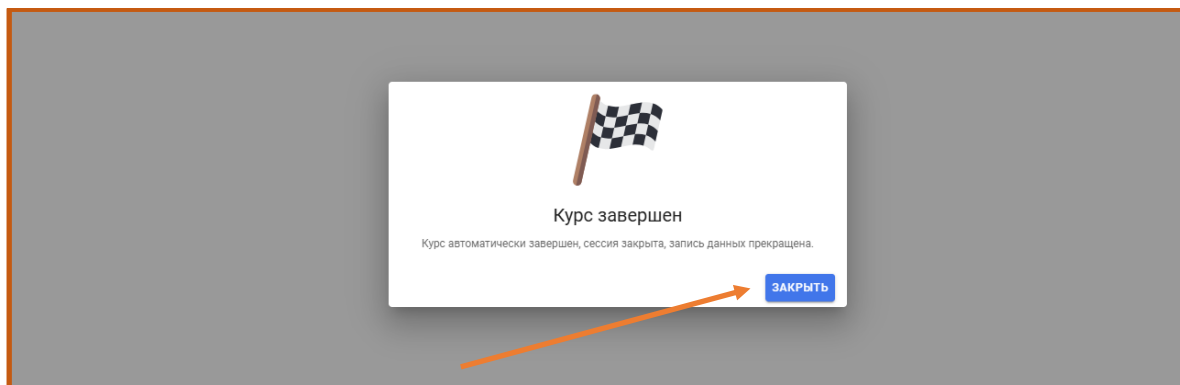 Курс завершен
Курс автоматически завершен, сессия закрыта, запись данных прекращена.
ЗАКРЫТЬ